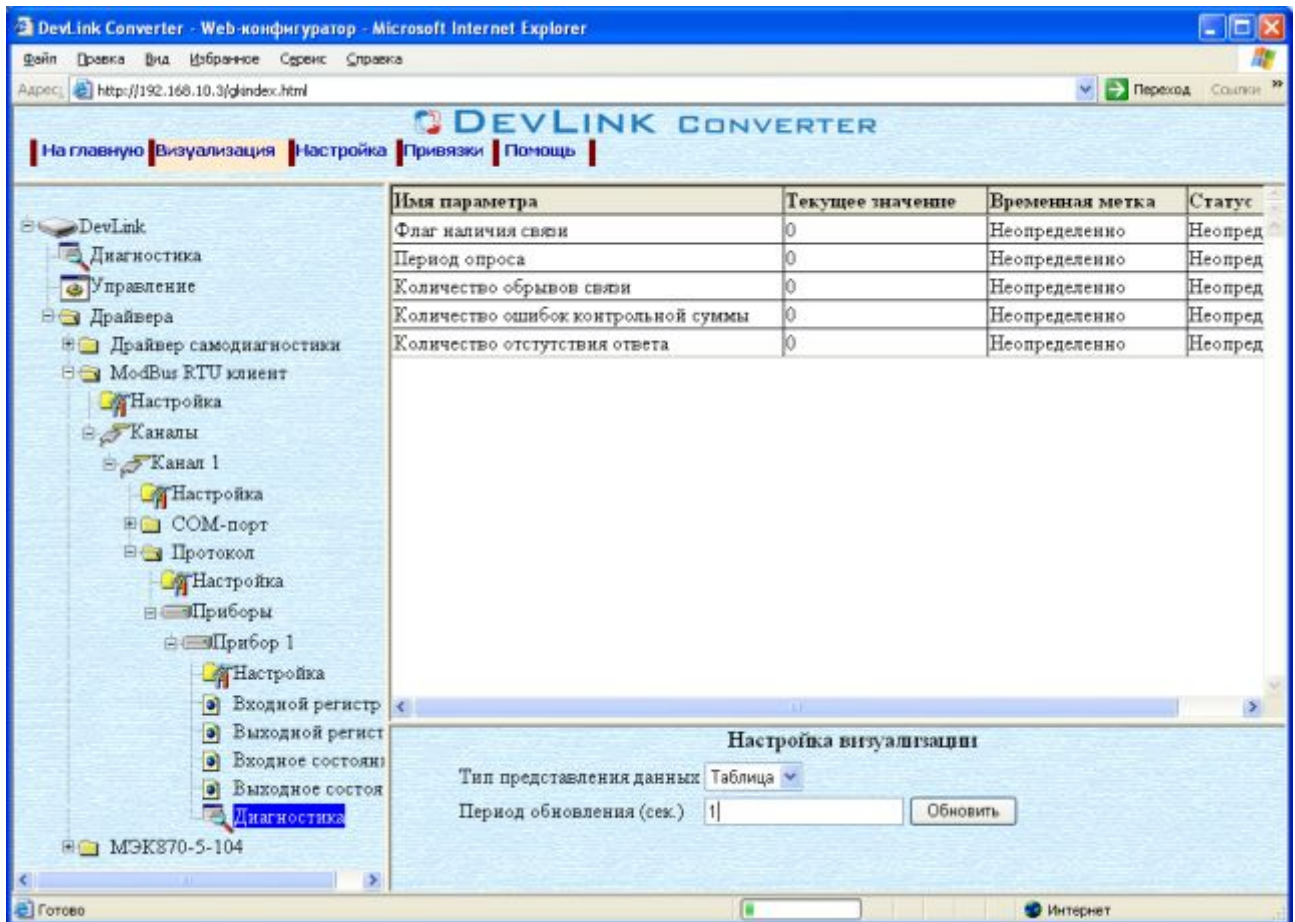 DevLink Converter - Web-конфигуратор - Microsoft Internet Explorer
Файл Правка Вид Избранное Сервис Справка
Адрес: http://192.168.10.3/gkindex.html Переход Ссылки »
DEVLINK CONVERTER
На главную Визуализация Настройка Привязки Помощь
DevLink
Диагностика
Управление
Драйвера
Драйвер самодиагностики
ModBus RTU клиент
Настройка
Каналы
Канал 1
Настройка
COM-порт
Протокол
Настройка
Приборы
Прибор 1
Настройка
Входной регистр
Выходной регист
Входное состояни
Выходное состоя
Диагностика
МЭК870-5-104
Имя параметра Текущее значение Временная метка Статус
Флаг наличия связи 0 Неопределенно Неопред
Период опроса 0 Неопределенно Неопред
Количество обрывов связи 0 Неопределенно Неопред
Количество ошибок контрольной суммы 0 Неопределенно Неопред
Количество отстутствия ответа 0 Неопределенно Неопред
Настройка визуализации
Тип представления данных Таблица
Период обновления (сек.) 1 Обновить
Готово Интернет